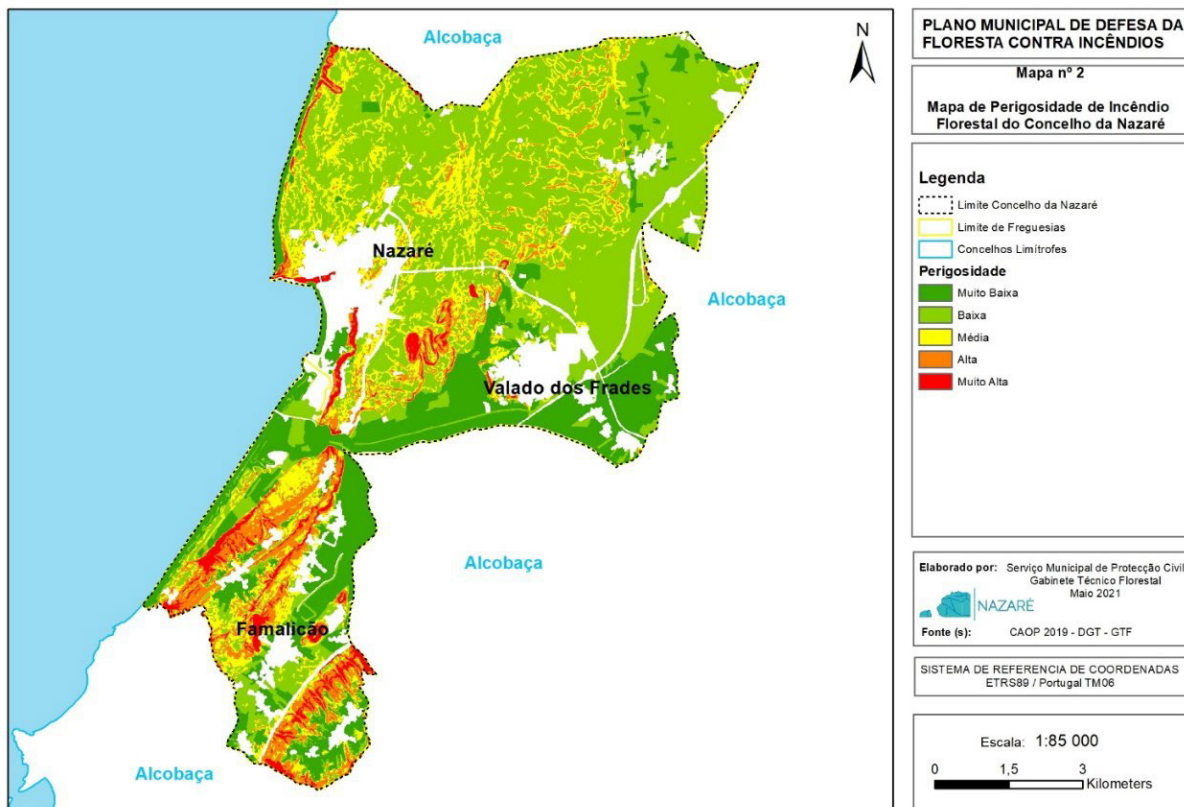 Alcobaça
N
Nazaré
Alcobaça
Valado dos Frades
Alcobaça
Famalicão
Alcobaça
PLANO MUNICIPAL DE DEFESA DA
FLORESTA CONTRA INCÊNDIOS
Mapa nº 2
Mapa de Perigosidade de Incêndio
Florestal do Concelho da Nazaré
Legenda
Limite Concelho da Nazaré
Limite de Freguesias
Concelhos Limítrofes
Perigosidade
Muito Baixa
Baixa
Média
Alta
Muito Alta
Elaborado por: Serviço Municipal de Protecção Civil
Gabinete Técnico Florestal
Maio 2021
NAZARÉ
Fonte (s): CAOP 2019 - DGT - GTF
SISTEMA DE REFERENCIA DE COORDENADAS
ETRS89 / Portugal TM06
Escala: 1:85 000
0 1,5 3
Kilometers